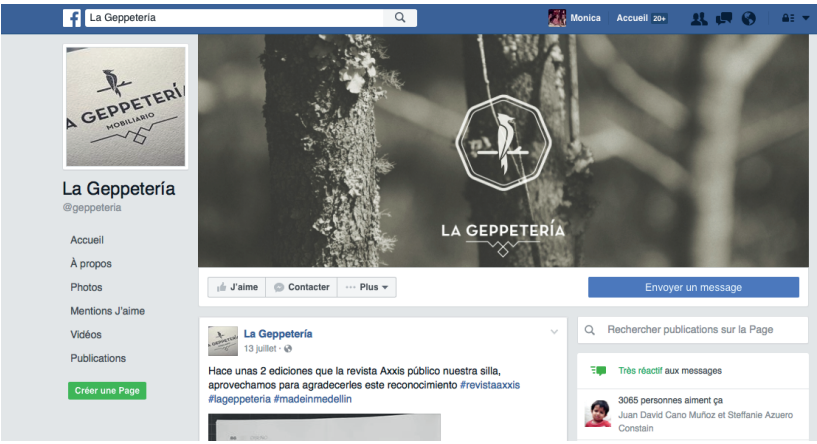 La Geppetería
Monica
Accueil 20+
A GEPPETERÍ
MOBILIARIO
LA GEPPETERÍA
La Geppetería
@geppeteria
Accueil
À propos
Photos
Mentions J'aime
Vidéos
Publications
Créer une Page
J'aime
Contacter
Plus
Envoyer un message
La Geppetería
13 juillet
Hace unas 2 ediciones que la revista Axxis público nuestra silla,
aprovechamos para agradecerles este reconocimiento #revistaaxxis
#lageppeteria #madeinmedellin
Rechercher publications sur la Page
Très réactif aux messages
3065 personnes aiment ça
Juan David Cano Muñoz et Steffanie Azuero
Constain